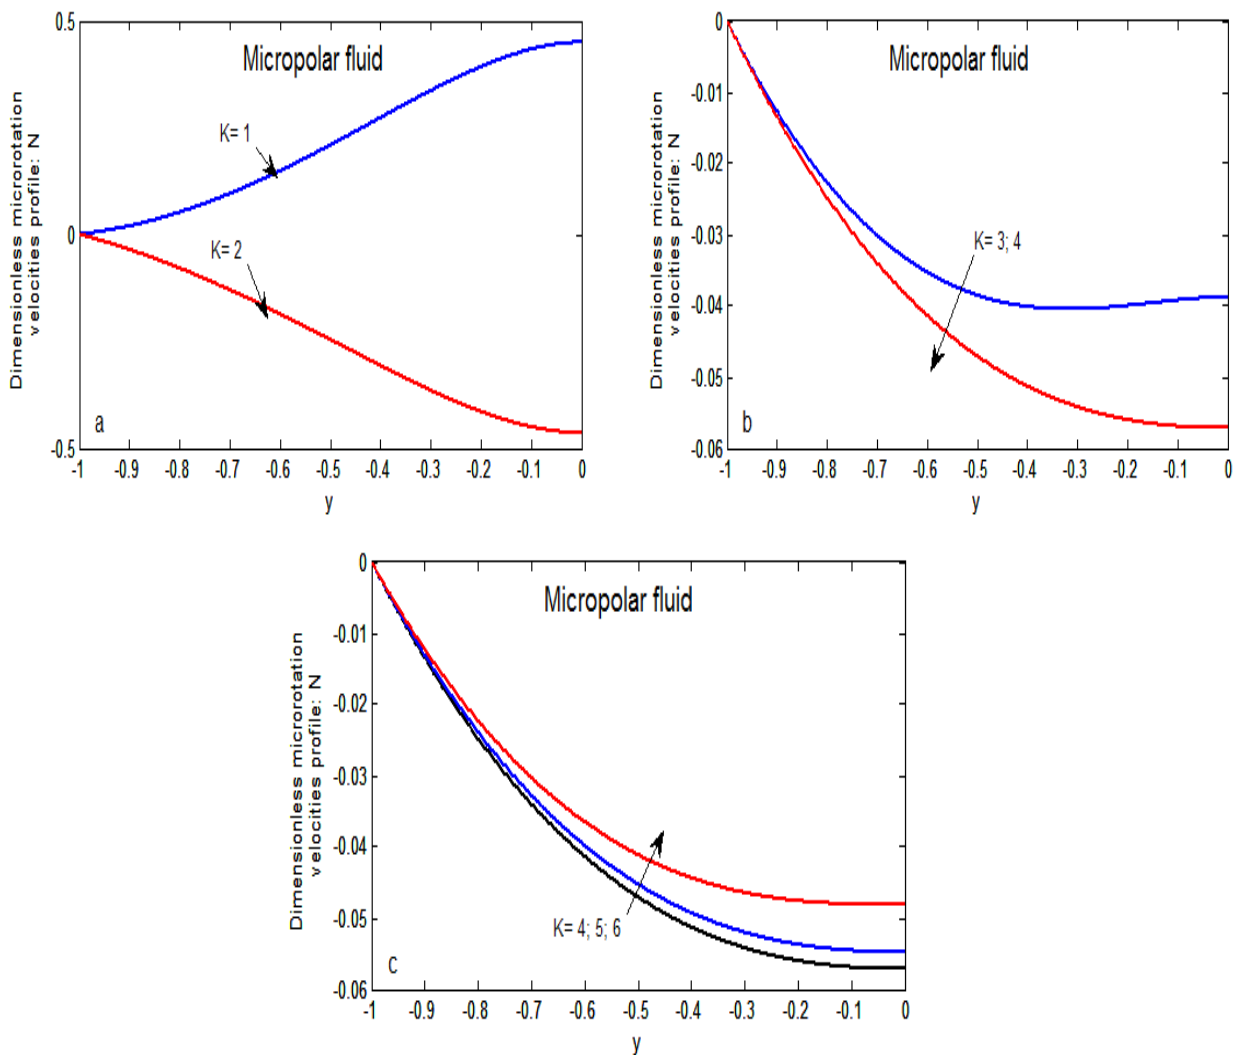 Micropolar fluid
K= 1
K= 2
a
Dimensionless microrotation
velocities profile: N
0.5
0
-0.5
-1 -0.9 -0.8 -0.7 -0.6 -0.5 -0.4 -0.3 -0.2 -0.1 0
y
Micropolar fluid
K= 3; 4
b
Dimensionless microrotation
velocities profile: N
0
-0.01
-0.02
-0.03
-0.04
-0.05
-0.06
-1 -0.9 -0.8 -0.7 -0.6 -0.5 -0.4 -0.3 -0.2 -0.1 0
y
Micropolar fluid
K= 4; 5; 6
c
Dimensionless microrotation
velocities profile: N
0
-0.01
-0.02
-0.03
-0.04
-0.05
-0.06
-1 -0.9 -0.8 -0.7 -0.6 -0.5 -0.4 -0.3 -0.2 -0.1 0
y